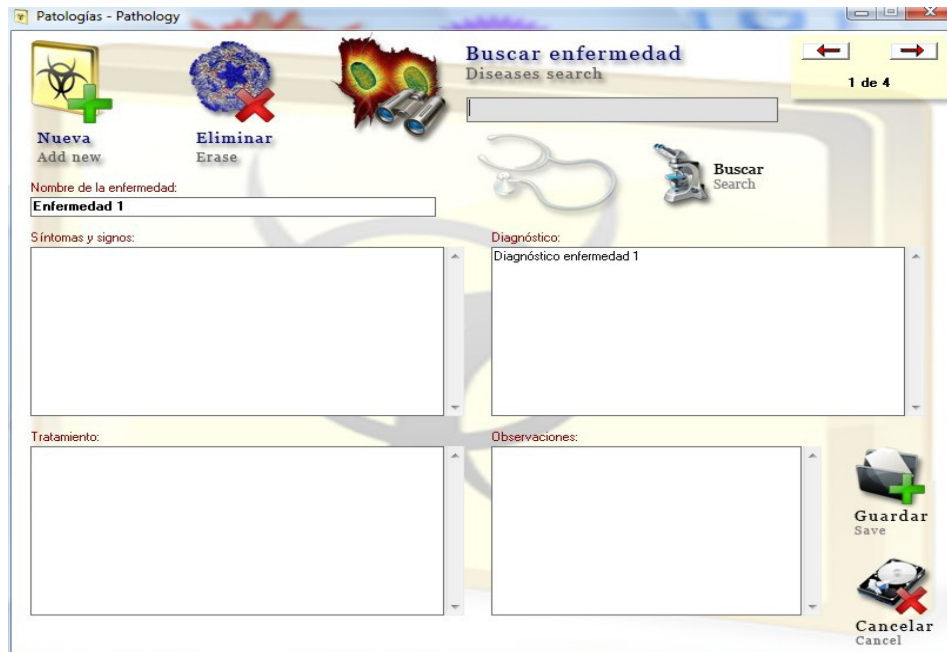 Patologías - Pathology
Buscar enfermedad
Diseases search
1 de 4
Nueva
Add new
Eliminar
Erase
Buscar
Search
Nombre de la enfermedad:
Enfermedad 1
Síntomas y signos:
Diagnóstico:
Diagnóstico enfermedad 1
Tratamiento:
Observaciones:
Guardar
Save
Cancelar
Cancel